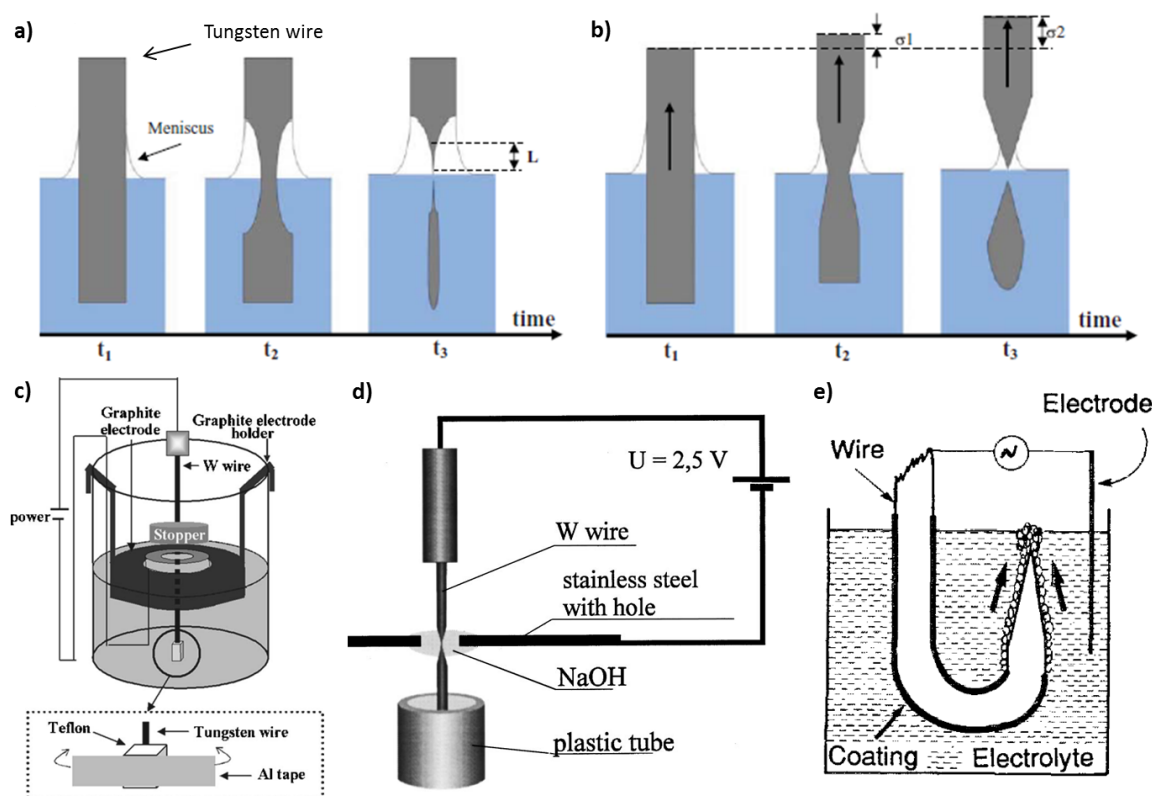 a)
Tungsten wire
Meniscus
L
time
t1
t2
t3
b)
σ1
σ2
time
t1
t2
t3
c)
Graphite
electrode
Graphite electrode
holder
W wire
power
Stopper
Teflon
Tungsten wire
Al tape
d)
U = 2,5 V
W wire
stainless steel
with hole
NaOH
plastic tube
e)
Electrode
Wire
Coating
Electrolyte